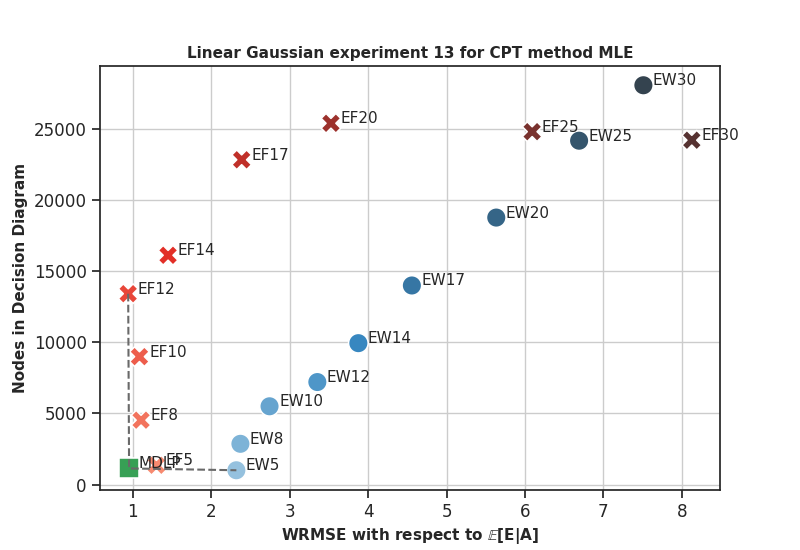 Linear Gaussian experiment 13 for CPT method MLE
Nodes in Decision Diagram
25000
20000
15000
10000
5000
0
EW30
EF20
EF25
EW25
EF30
EF17
EW20
EF14
EW17
EF12
EW14
EF10
EW12
EW10
EF8
EW8
MDLP
EF5
EW5
1 2 3 4 5 6 7 8
WRMSE with respect to 𝔼[E|A]